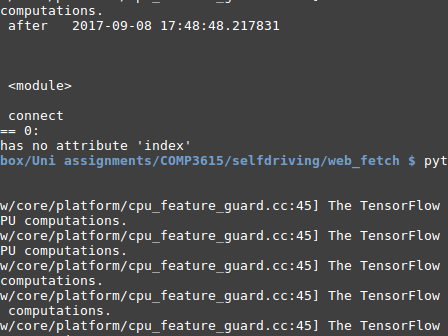 computations.
after 2017-09-08 17:48:48.217831
<module>
connect
== 0:
has no attribute 'index'
box/Uni assignments/COMP3615/selfdriving/web_fetch $ pyt
w/core/platform/cpu_feature_guard.cc:45] The TensorFlow
PU computations.
w/core/platform/cpu_feature_guard.cc:45] The TensorFlow
PU computations.
w/core/platform/cpu_feature_guard.cc:45] The TensorFlow
computations.
w/core/platform/cpu_feature_guard.cc:45] The TensorFlow
computations.
w/core/platform/cpu_feature_guard.cc:45] The TensorFlow